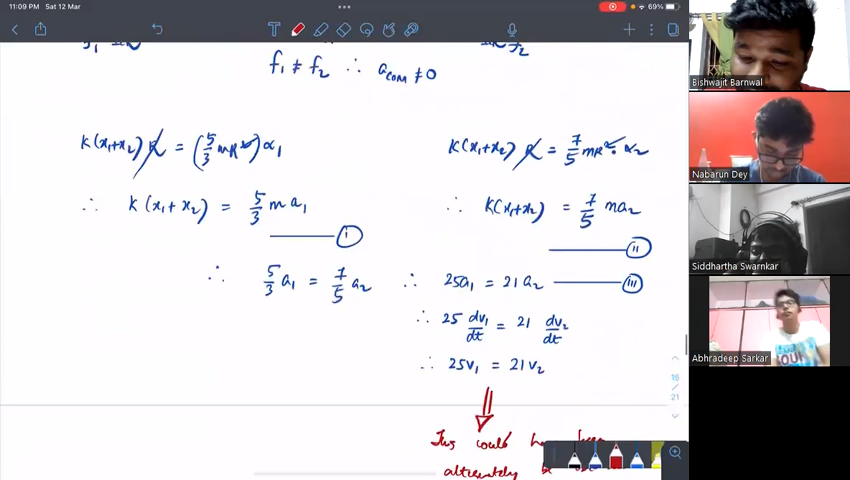 11:09 PM Sat 12 Mar
69%
f₁ ≠ f₂ ∴ a_com ≠ 0
K(x₁+x₂) R = (5/3 mR²) α₁
K(x₁+x₂) R = 7/5 mR² · α₂
∴ K(x₁+x₂) = 5/3 m a₁
∴ K(x₁+x₂) = 7/5 ma₂
I
II
∴ 5/3 a₁ = 7/5 a₂ ∴ 25a₁ = 21a₂ III
∴ 25 dv₁/dt = 21 dv₂/dt
∴ 25v₁ = 21v₂
This could
alternately
16
21
Biswajit Barnwal
Nabarun Dey
Siddhartha Swarnkar
Abhradeep Sarkar